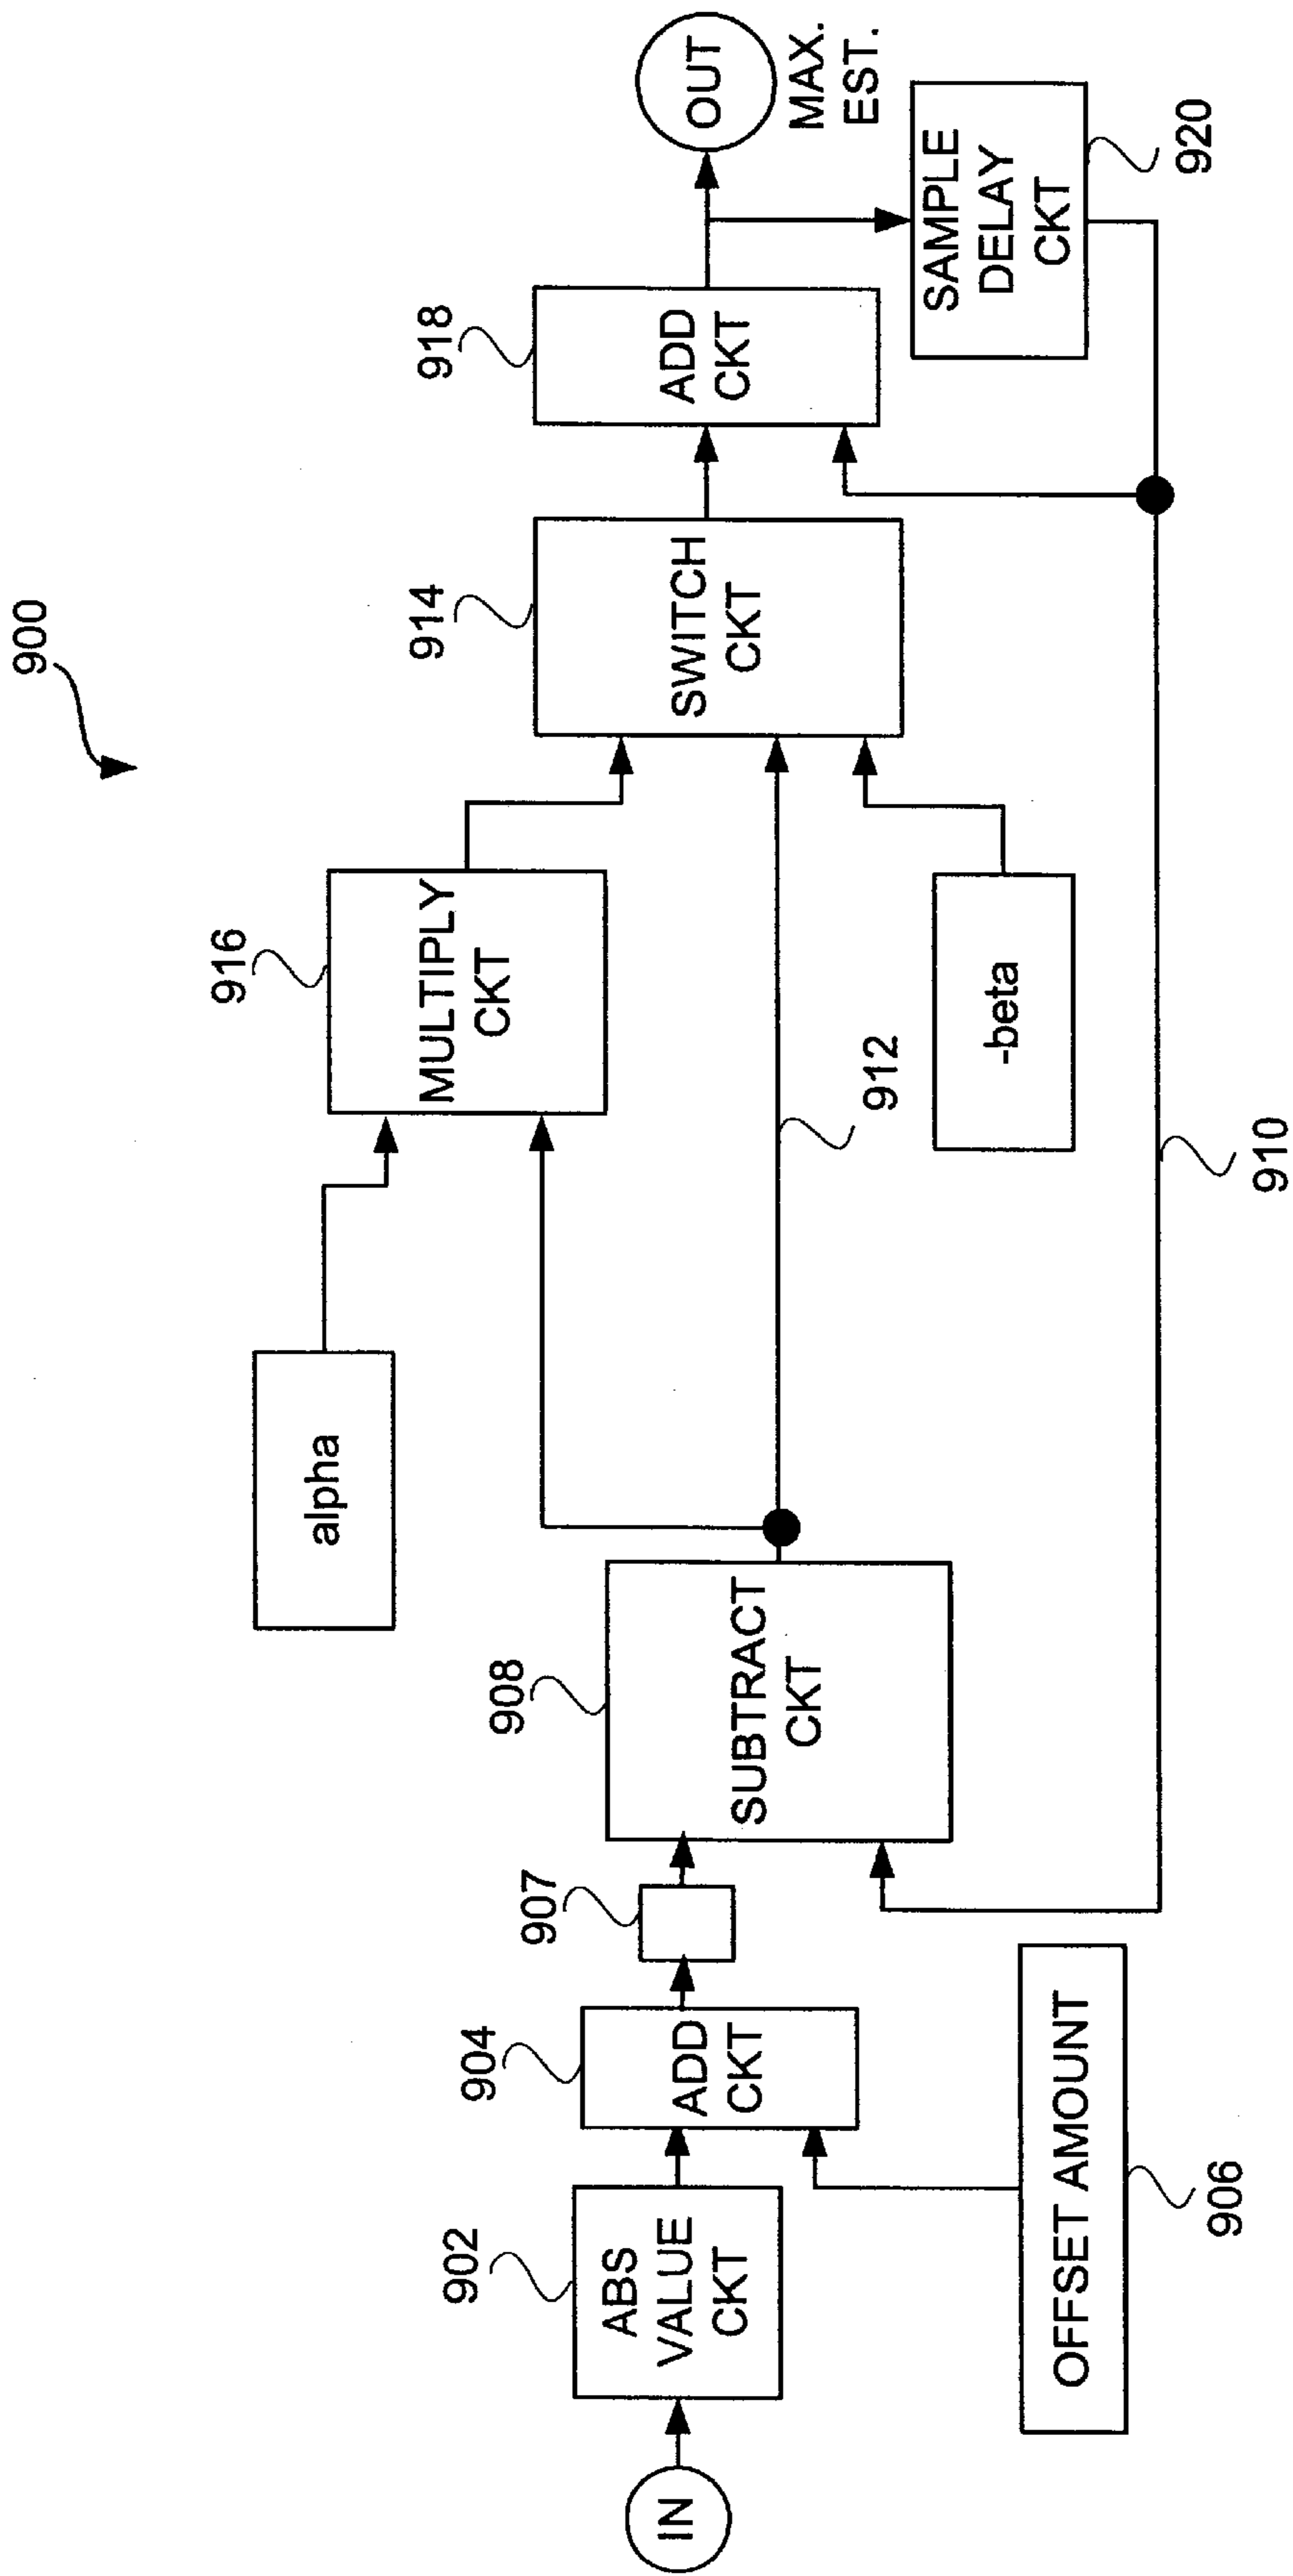 900
IN
902
ABS
VALUE
CKT
904
ADD
CKT
OFFSET AMOUNT
906
907
908
SUBTRACT
CKT
alpha
916
MULTIPLY
CKT
912
-beta
910
914
SWITCH
CKT
918
ADD
CKT
OUT
MAX.
EST.
SAMPLE
DELAY
CKT
920